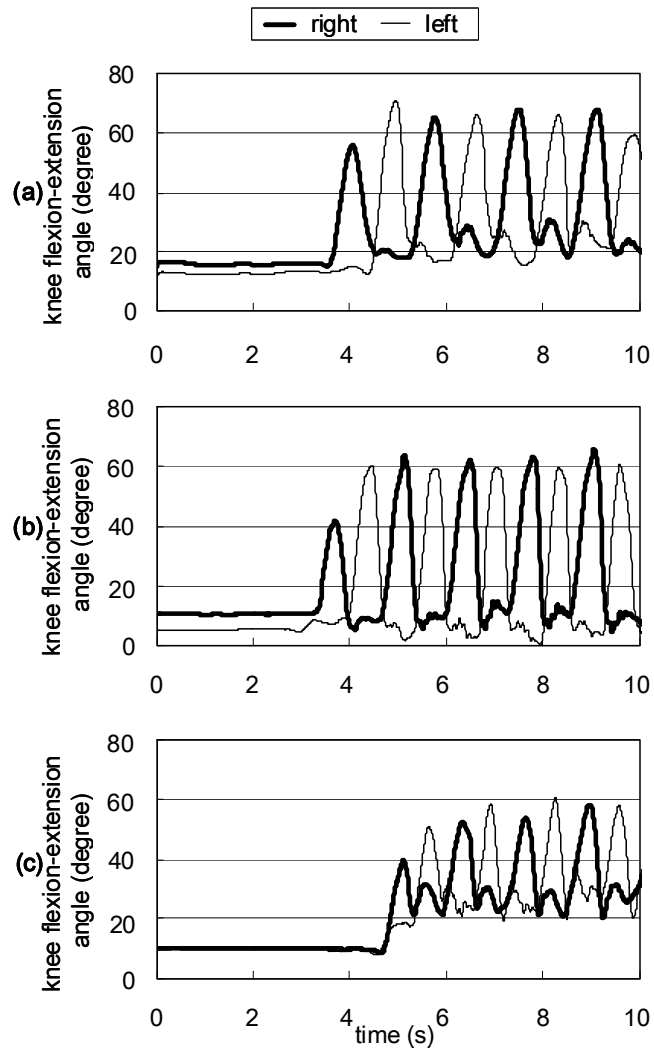 right left
(a)
knee flexion-extension
angle (degree)
80
60
40
20
0
0 2 4 6 8 10
(b)
knee flexion-extension
angle (degree)
80
60
40
20
0
0 2 4 6 8 10
(c)
knee flexion-extension
angle (degree)
80
60
40
20
0
0 2 4 6 8 10
time (s)